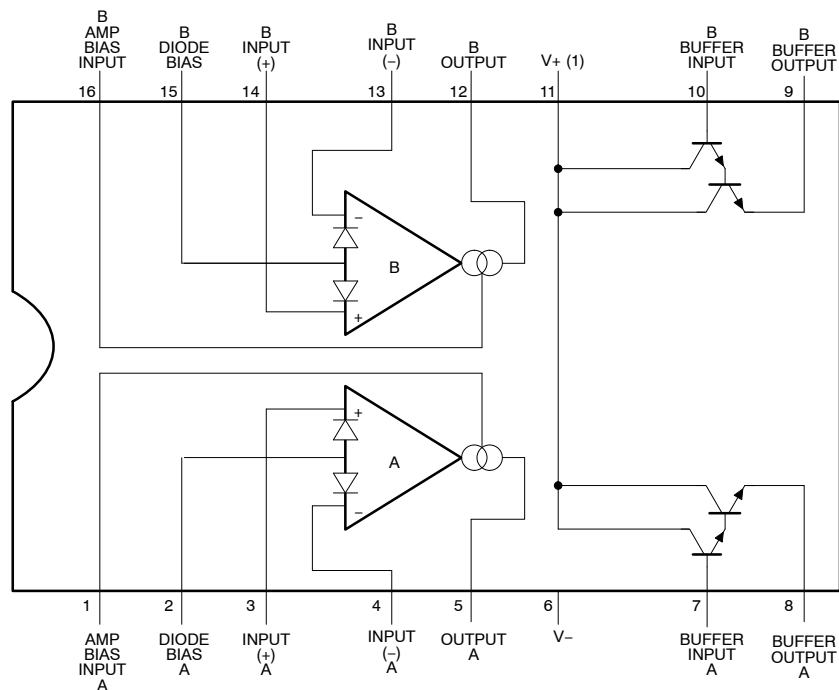 B
AMP
BIAS
INPUT
B
DIODE
BIAS
B
INPUT
(+)
B
INPUT
(−)
B
OUTPUT
V+ (1)
B
BUFFER
INPUT
B
BUFFER
OUTPUT
16
15
14
13
12
11
10
9
−
B
+
+
A
−
1
2
3
4
5
6
7
8
AMP
BIAS
INPUT
A
DIODE
BIAS
A
INPUT
(+)
A
INPUT
(−)
A
OUTPUT
A
V−
BUFFER
INPUT
A
BUFFER
OUTPUT
A